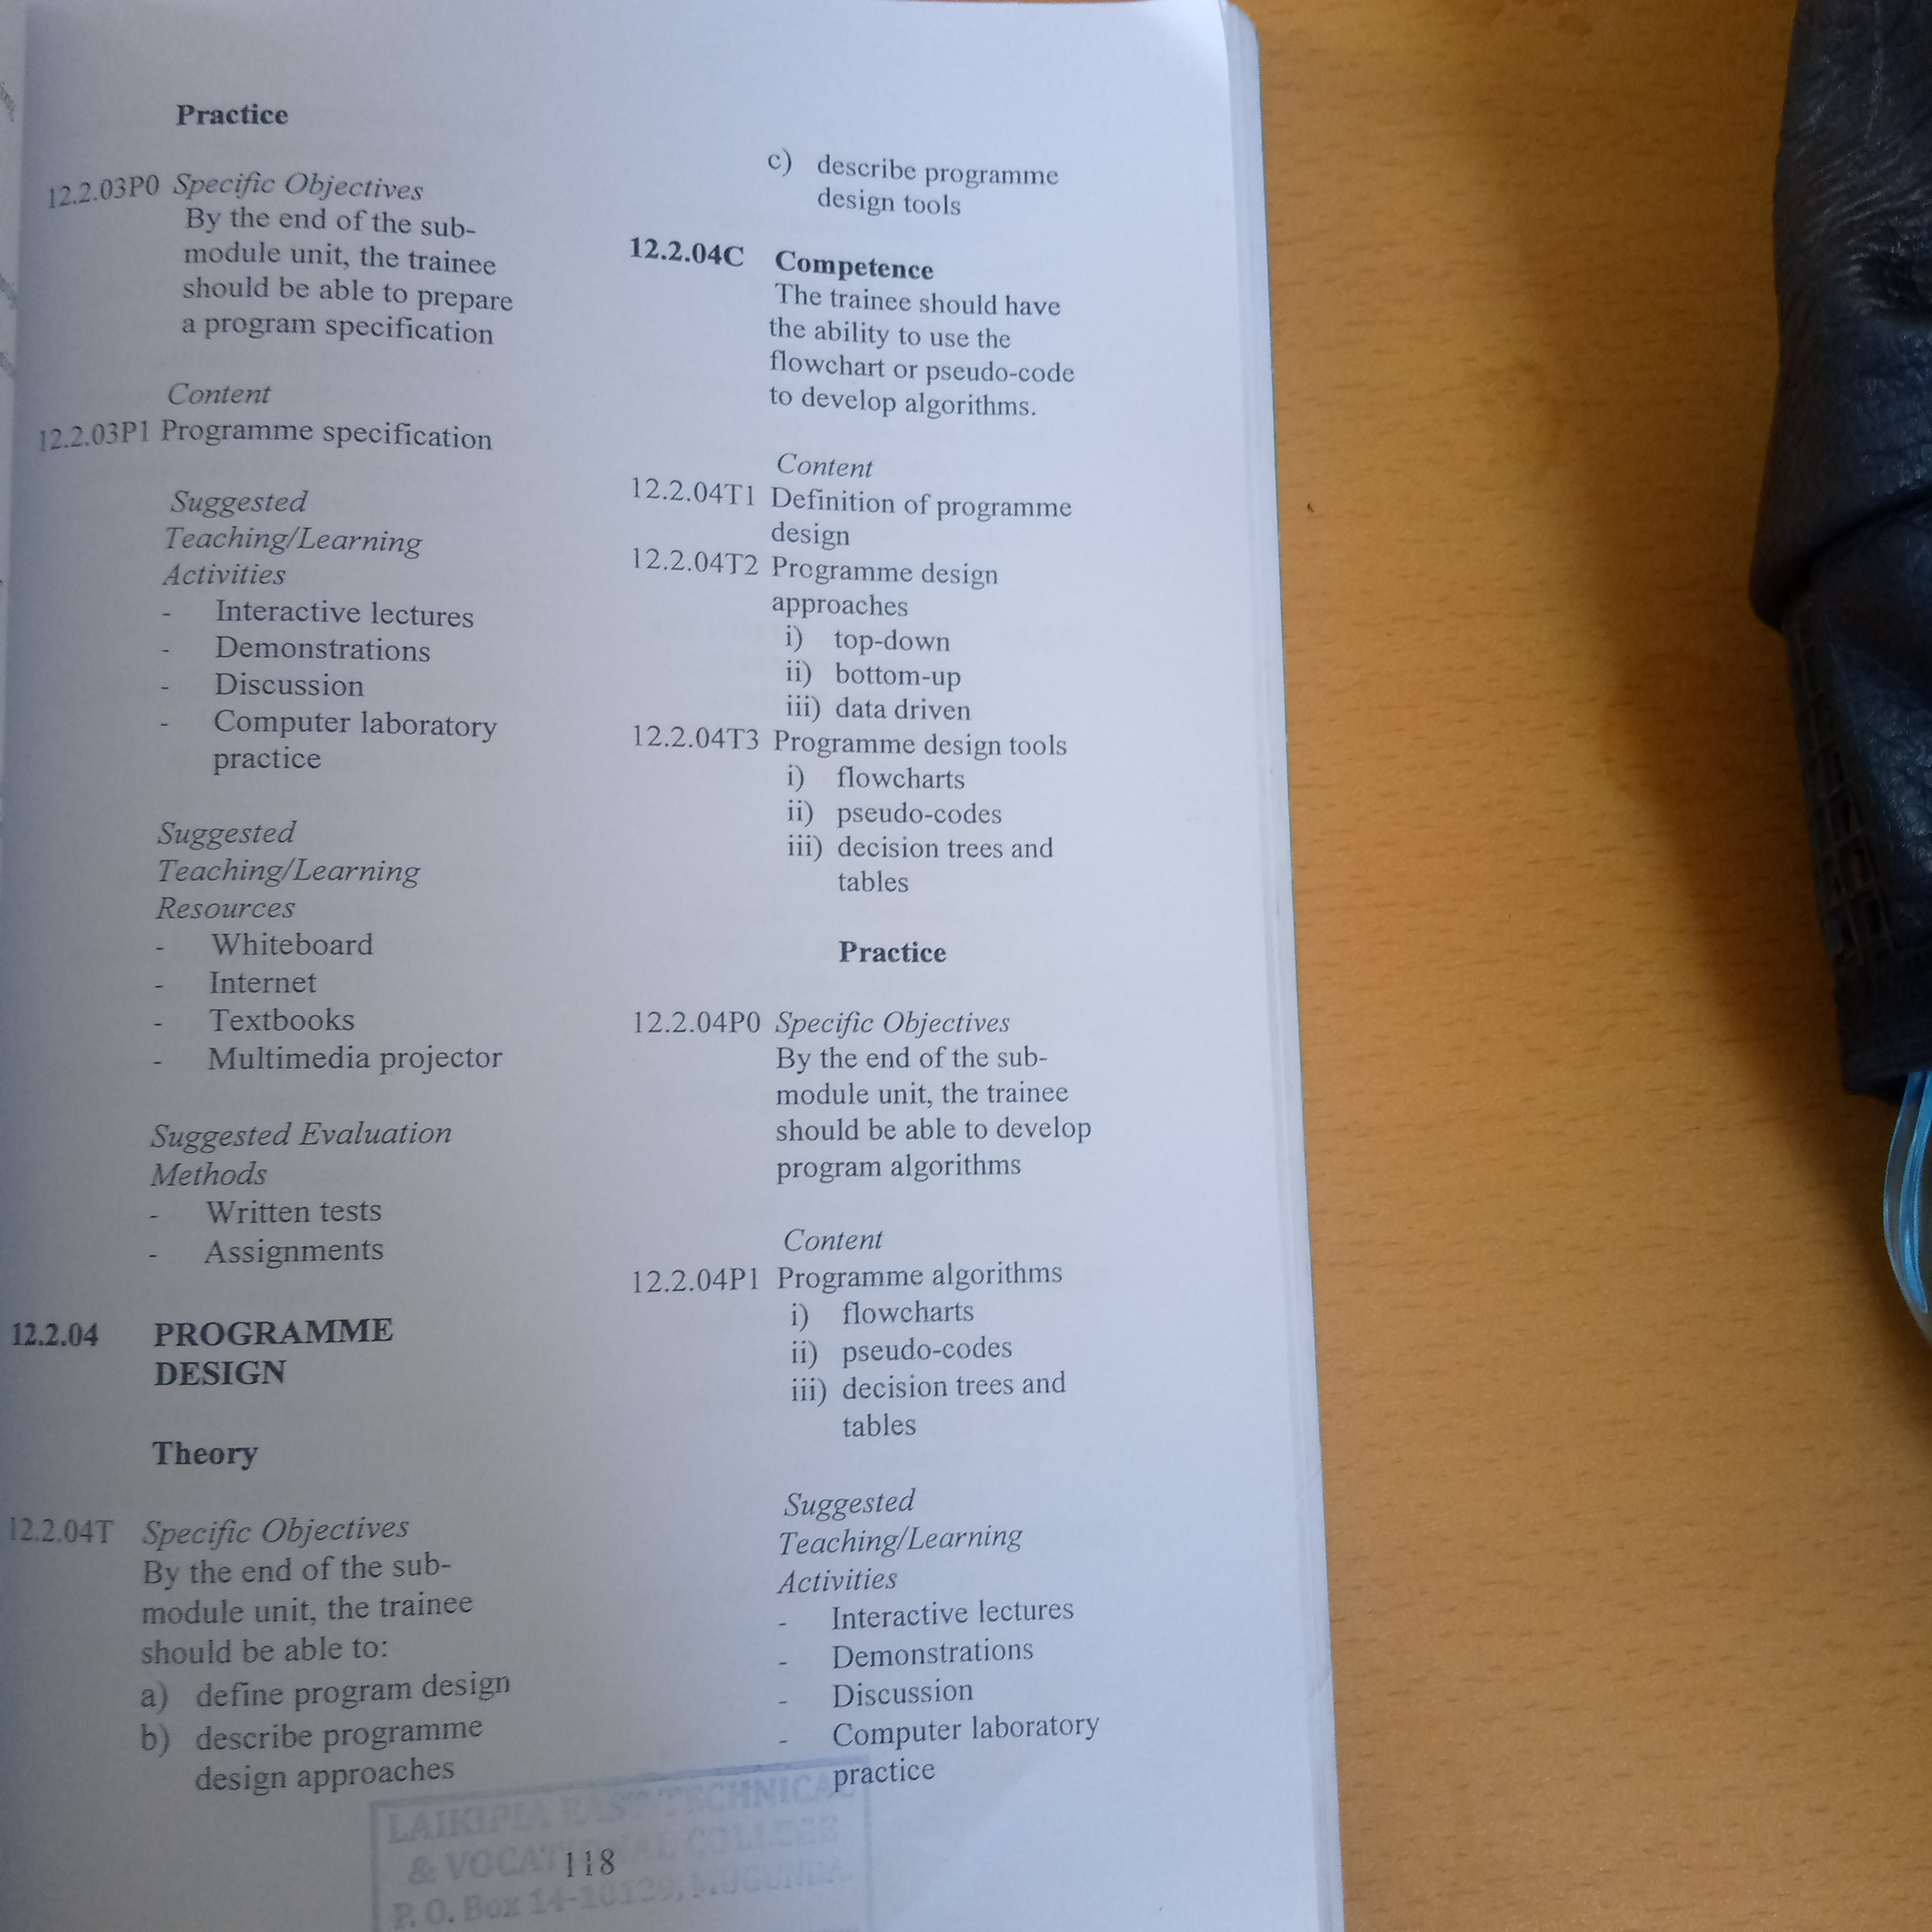 Practice
12.2.03P0 Specific Objectives
By the end of the sub-
module unit, the trainee
should be able to prepare
a program specification
Content
12.2.03P1 Programme specification
Suggested
Teaching/Learning
Activities
- Interactive lectures
- Demonstrations
- Discussion
- Computer laboratory
practice
Suggested
Teaching/Learning
Resources
- Whiteboard
- Internet
- Textbooks
- Multimedia projector
Suggested Evaluation
Methods
- Written tests
- Assignments
12.2.04 PROGRAMME
DESIGN
Theory
12.2.04T Specific Objectives
By the end of the sub-
module unit, the trainee
should be able to:
a) define program design
b) describe programme
design approaches
c) describe programme
design tools
12.2.04C Competence
The trainee should have
the ability to use the
flowchart or pseudo-code
to develop algorithms.
Content
12.2.04T1 Definition of programme
design
12.2.04T2 Programme design
approaches
i) top-down
ii) bottom-up
iii) data driven
12.2.04T3 Programme design tools
i) flowcharts
ii) pseudo-codes
iii) decision trees and
tables
Practice
12.2.04P0 Specific Objectives
By the end of the sub-
module unit, the trainee
should be able to develop
program algorithms
Content
12.2.04P1 Programme algorithms
i) flowcharts
ii) pseudo-codes
iii) decision trees and
tables
Suggested
Teaching/Learning
Activities
- Interactive lectures
- Demonstrations
- Discussion
- Computer laboratory
practice
LAIKIPIA EAST TECHNICAL
& VOCATIONAL COLLEGE
P. O. Box 14-10129,
118